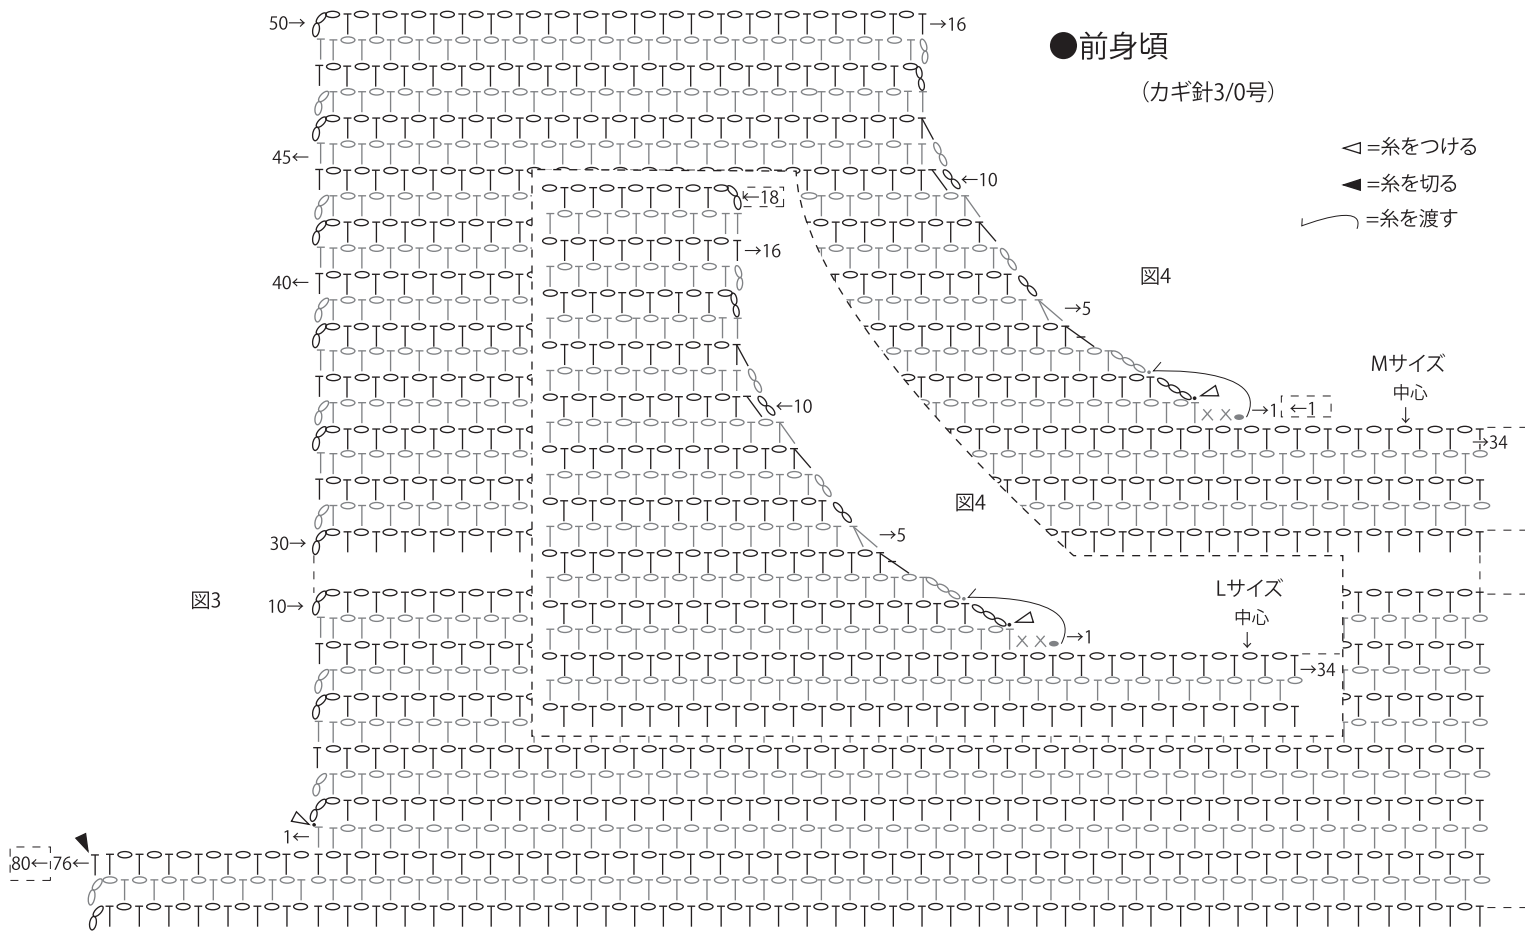 50→
→16
●前身頃
(カギ針3/0号)
=糸をつける
=糸を切る
=糸を渡す
45←
←10
←18
→16
40←
図4
→5
Mサイズ
中心
↓
←10
→1
←1
→34
図4
→5
30→
図3
10→
Lサイズ
中心
↓
→1
→34
1←
80←
76←